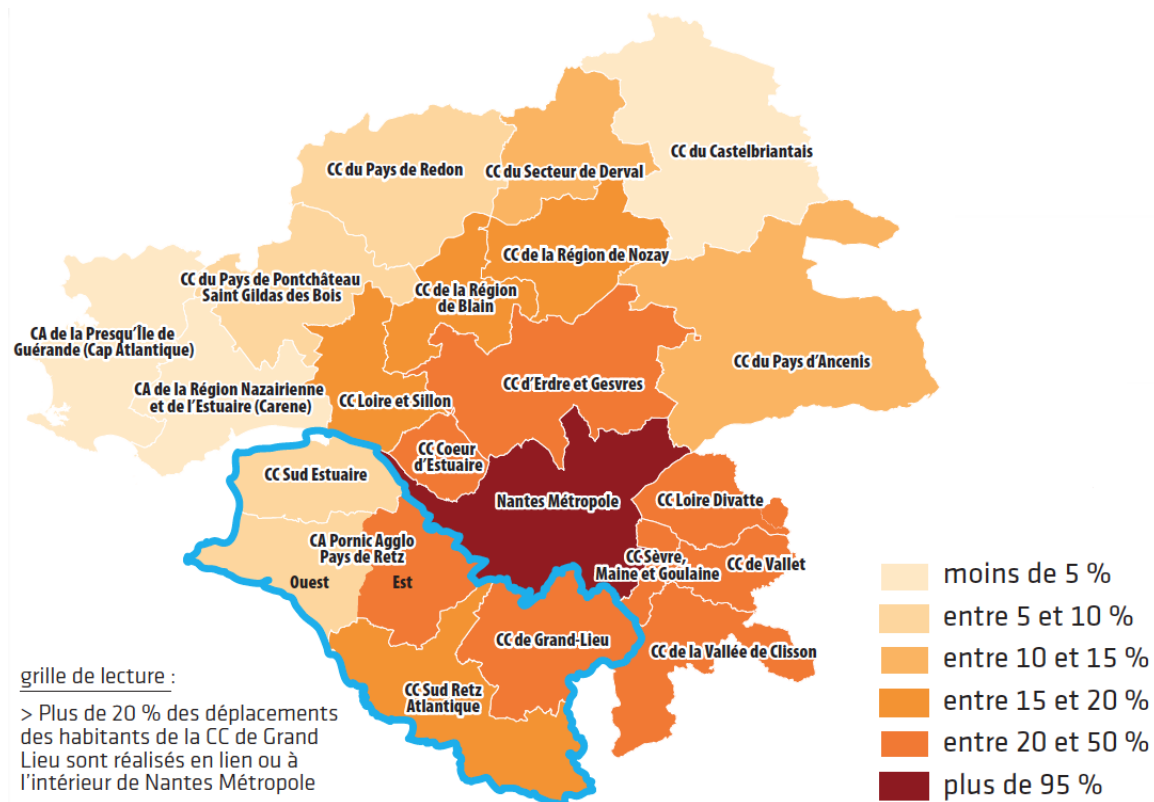 CC du Castelbriantais
CC du Pays de Redon
CC du Secteur de Derval
CC de la Région de Nozay
CC du Pays de Pontchâteau
Saint Gildas des Bois
CC de la Région
de Blain
CA de la Presqu'Île de
Guérande (Cap Atlantique)
CC du Pays d'Ancenis
CA de la Région Nazairienne
et de l'Estuaire (Carene)
CC Loire et Sillon
CC d'Erdre et Gesvres
CC Coeur
d'Estuaire
CC Sud Estuaire
Nantes Métropole
CC Loire Divatte
CA Pornic Agglo
Pays de Retz
Ouest
Est
CC Sèvre,
Maine et Goulaine
CC de Vallet
CC de Grand-Lieu
CC de la Vallée de Clisson
CC Sud Retz
Atlantique
grille de lecture :
> Plus de 20 % des déplacements
des habitants de la CC de Grand
Lieu sont réalisés en lien ou à
l'intérieur de Nantes Métropole
moins de 5 %
entre 5 et 10 %
entre 10 et 15 %
entre 15 et 20 %
entre 20 et 50 %
plus de 95 %